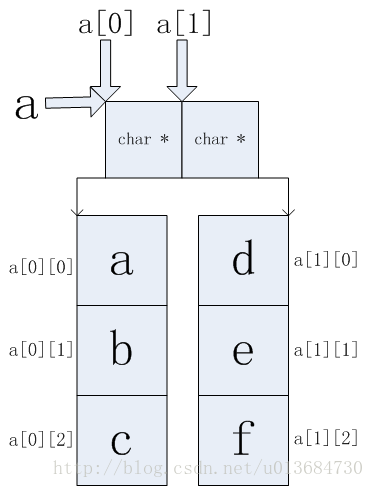 a[0] a[1]
a
char * char *
a[0][0] a d a[1][0]
a[0][1] b e a[1][1]
a[0][2] c f a[1][2]
http://blog.csdn.net/u013684730